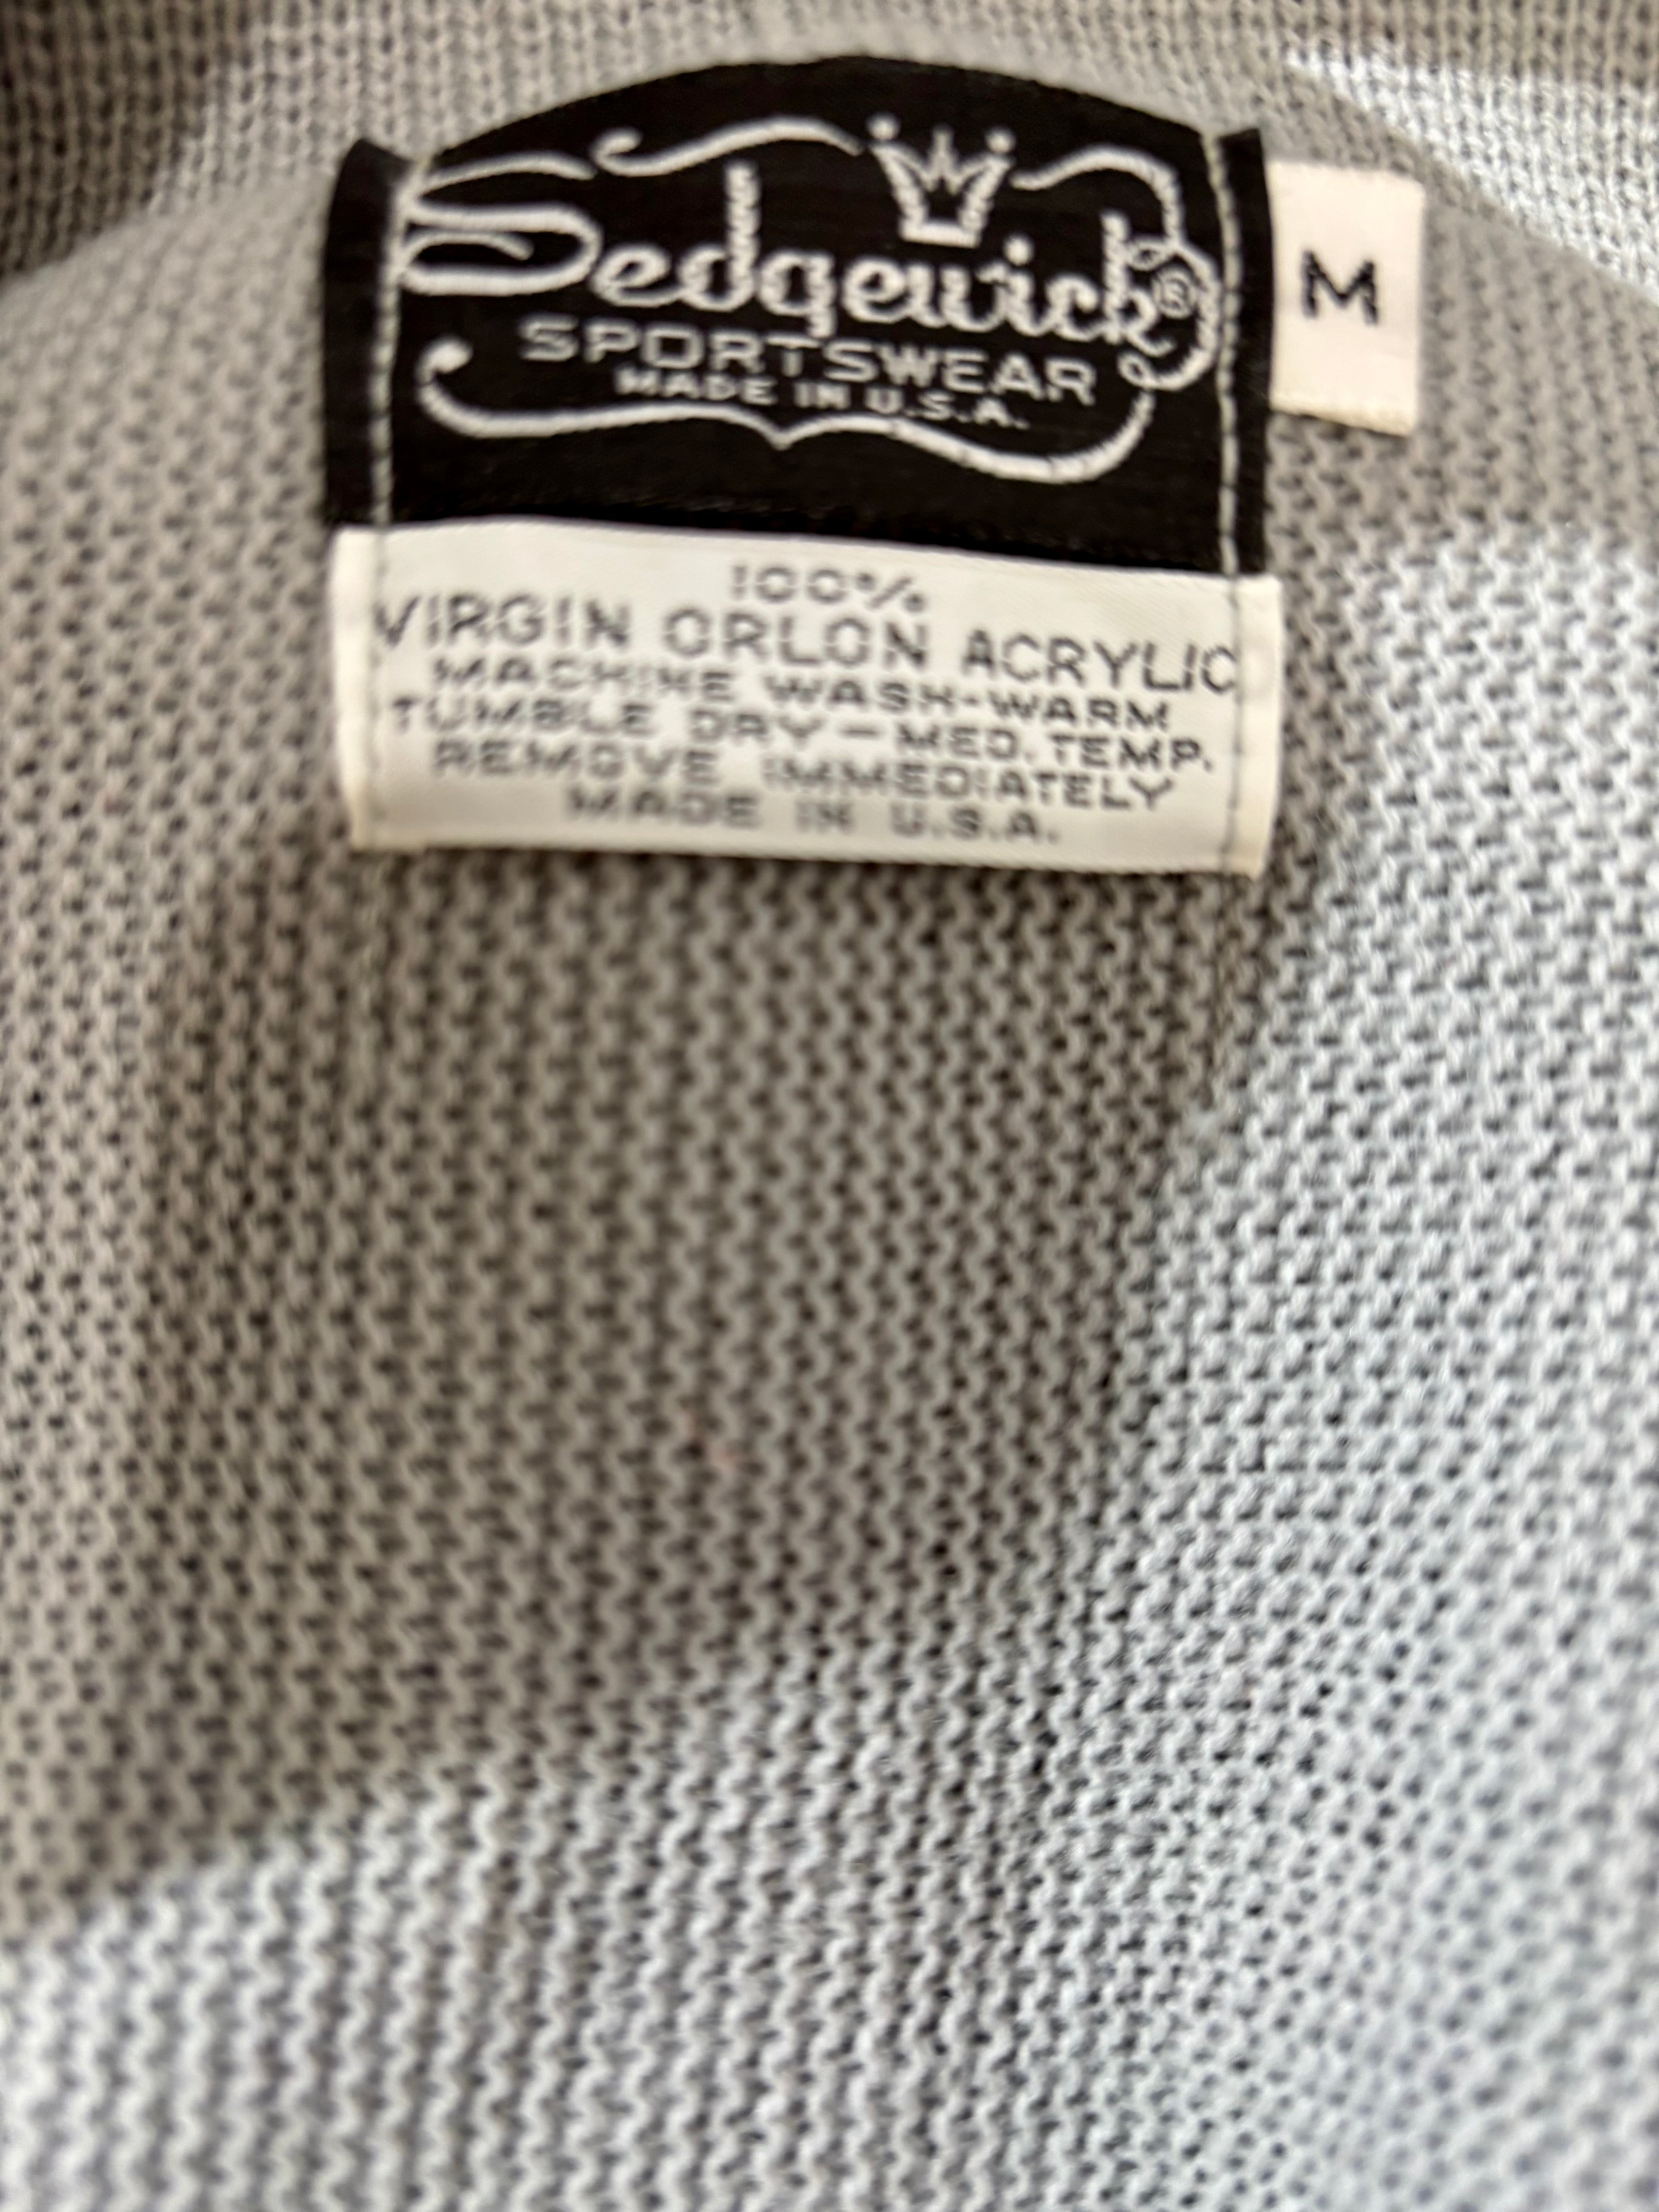 Sedgewick®
SPORTSWEAR
MADE IN U.S.A.
M
100%
VIRGIN ORLON ACRYLIC
MACHINE WASH-WARM
TUMBLE DRY – MED. TEMP.
REMOVE IMMEDIATELY
MADE IN U.S.A.